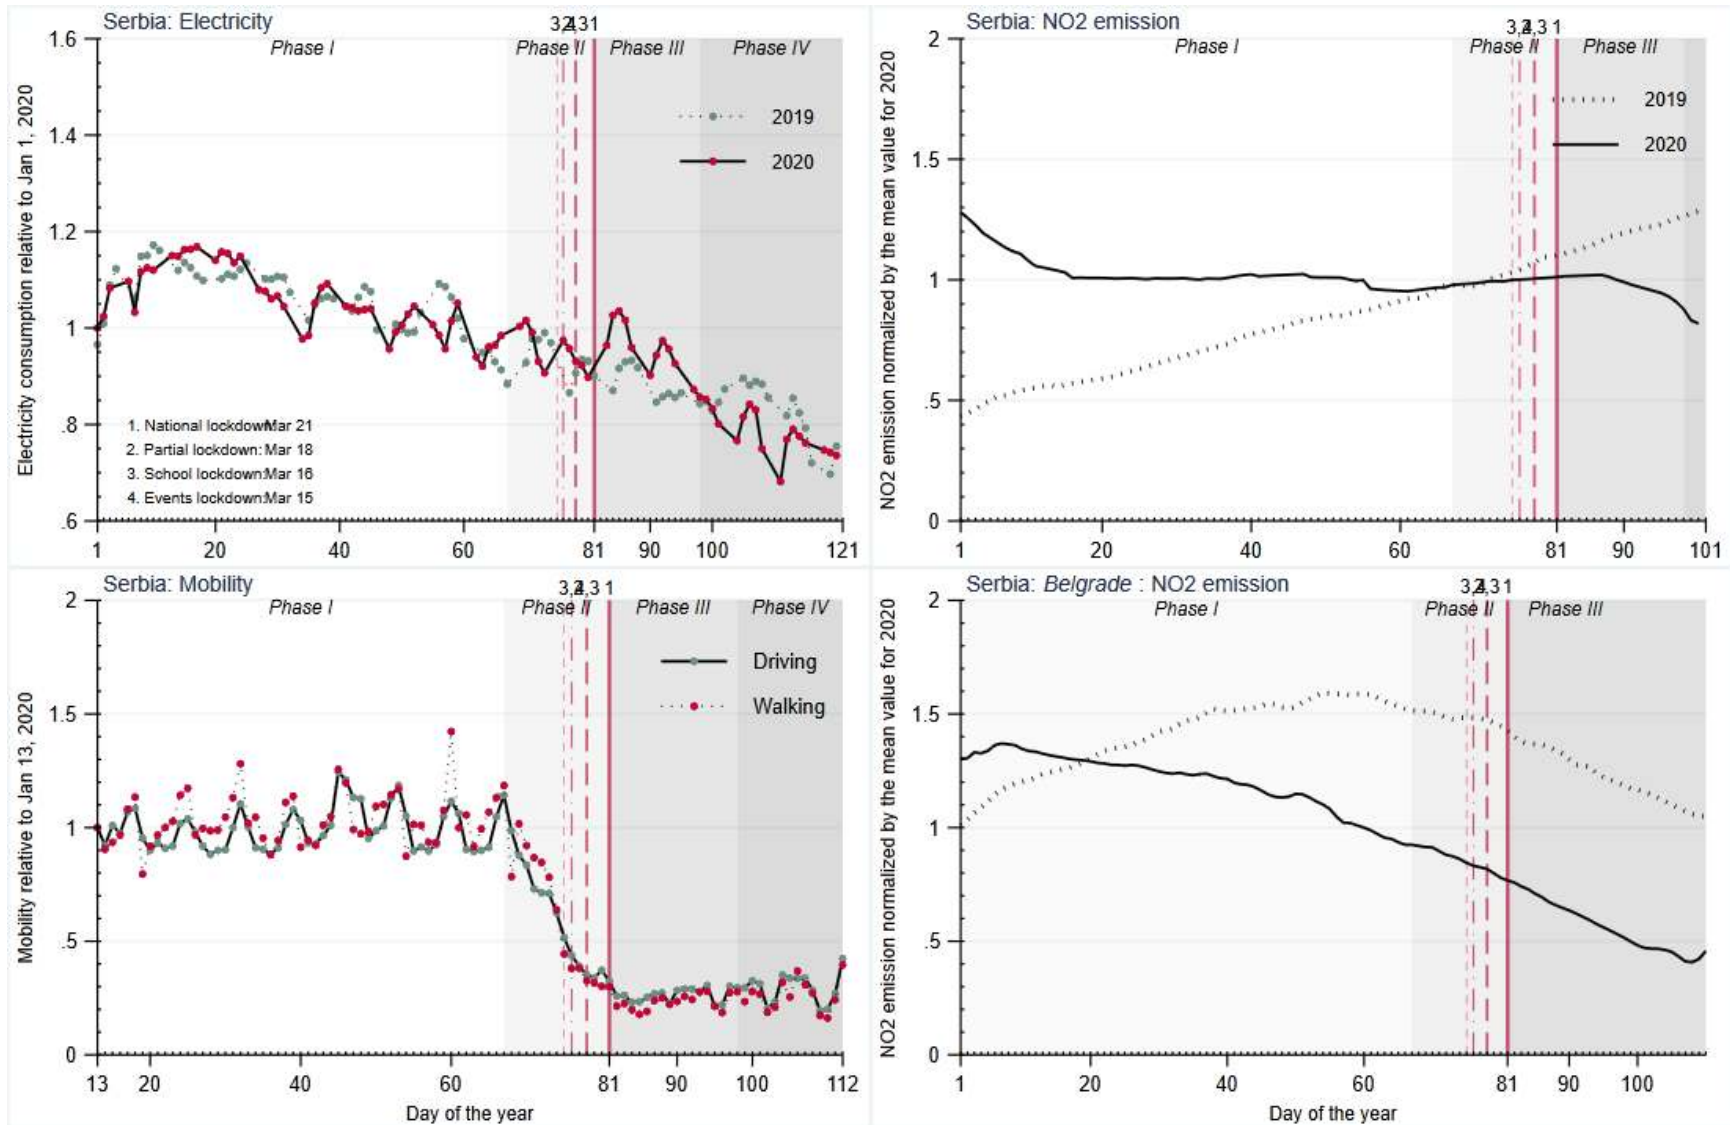 Serbia: Electricity
3,2,4,3 1
Phase I
Phase II
Phase III
Phase IV
Electricity consumption relative to Jan 1, 2020
1.6
1.4
1.2
1
.8
.6
2019
2020
1. National lockdown: Mar 21
2. Partial lockdown: Mar 18
3. School lockdown: Mar 16
4. Events lockdown: Mar 15
1 20 40 60 81 90 100 121
Serbia: NO2 emission
1
Phase I
Phase II
Phase III
NO2 emission normalized by the mean value for 2020
2
1.5
1
.5
0
2019
2020
1 20 40 60 81 90 101
Serbia: Mobility
1
Phase I
Phase II
Phase III
Phase IV
Mobility relative to Jan 13, 2020
2
1.5
1
.5
0
Driving
Walking
13 20 40 60 81 90 100 112
Day of the year
Serbia: Belgrade : NO2 emission
1
Phase I
Phase II
Phase III
NO2 emission normalized by the mean value for 2020
2
1.5
1
.5
0
1 20 40 60 81 90 100
Day of the year